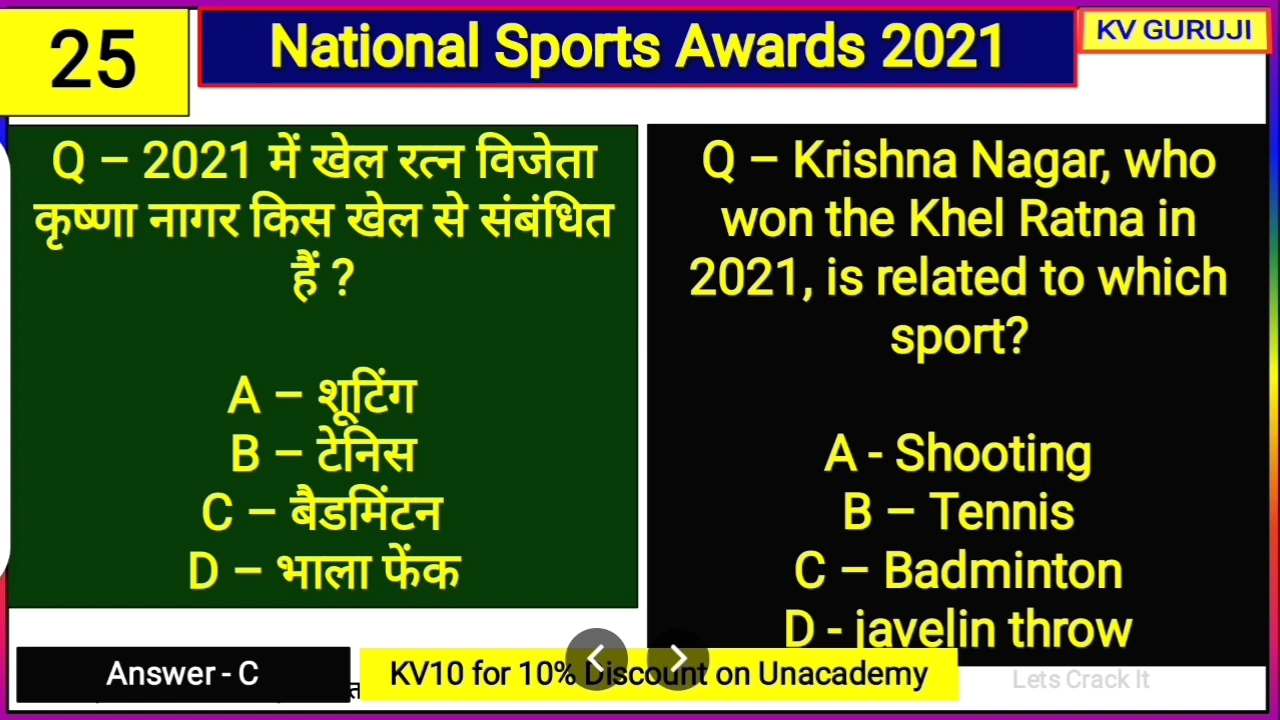 25
National Sports Awards 2021
KV GURUJI
Q – 2021 में खेल रत्न विजेता
कृष्णा नागर किस खेल से संबंधित
हैं ?
A – शूटिंग
B – टेनिस
C – बैडमिंटन
D – भाला फेंक
Q – Krishna Nagar, who
won the Khel Ratna in
2021, is related to which
sport?
A - Shooting
B – Tennis
C – Badminton
D - javelin throw
Answer - C
KV10 for 10% Discount on Unacademy
Lets Crack It